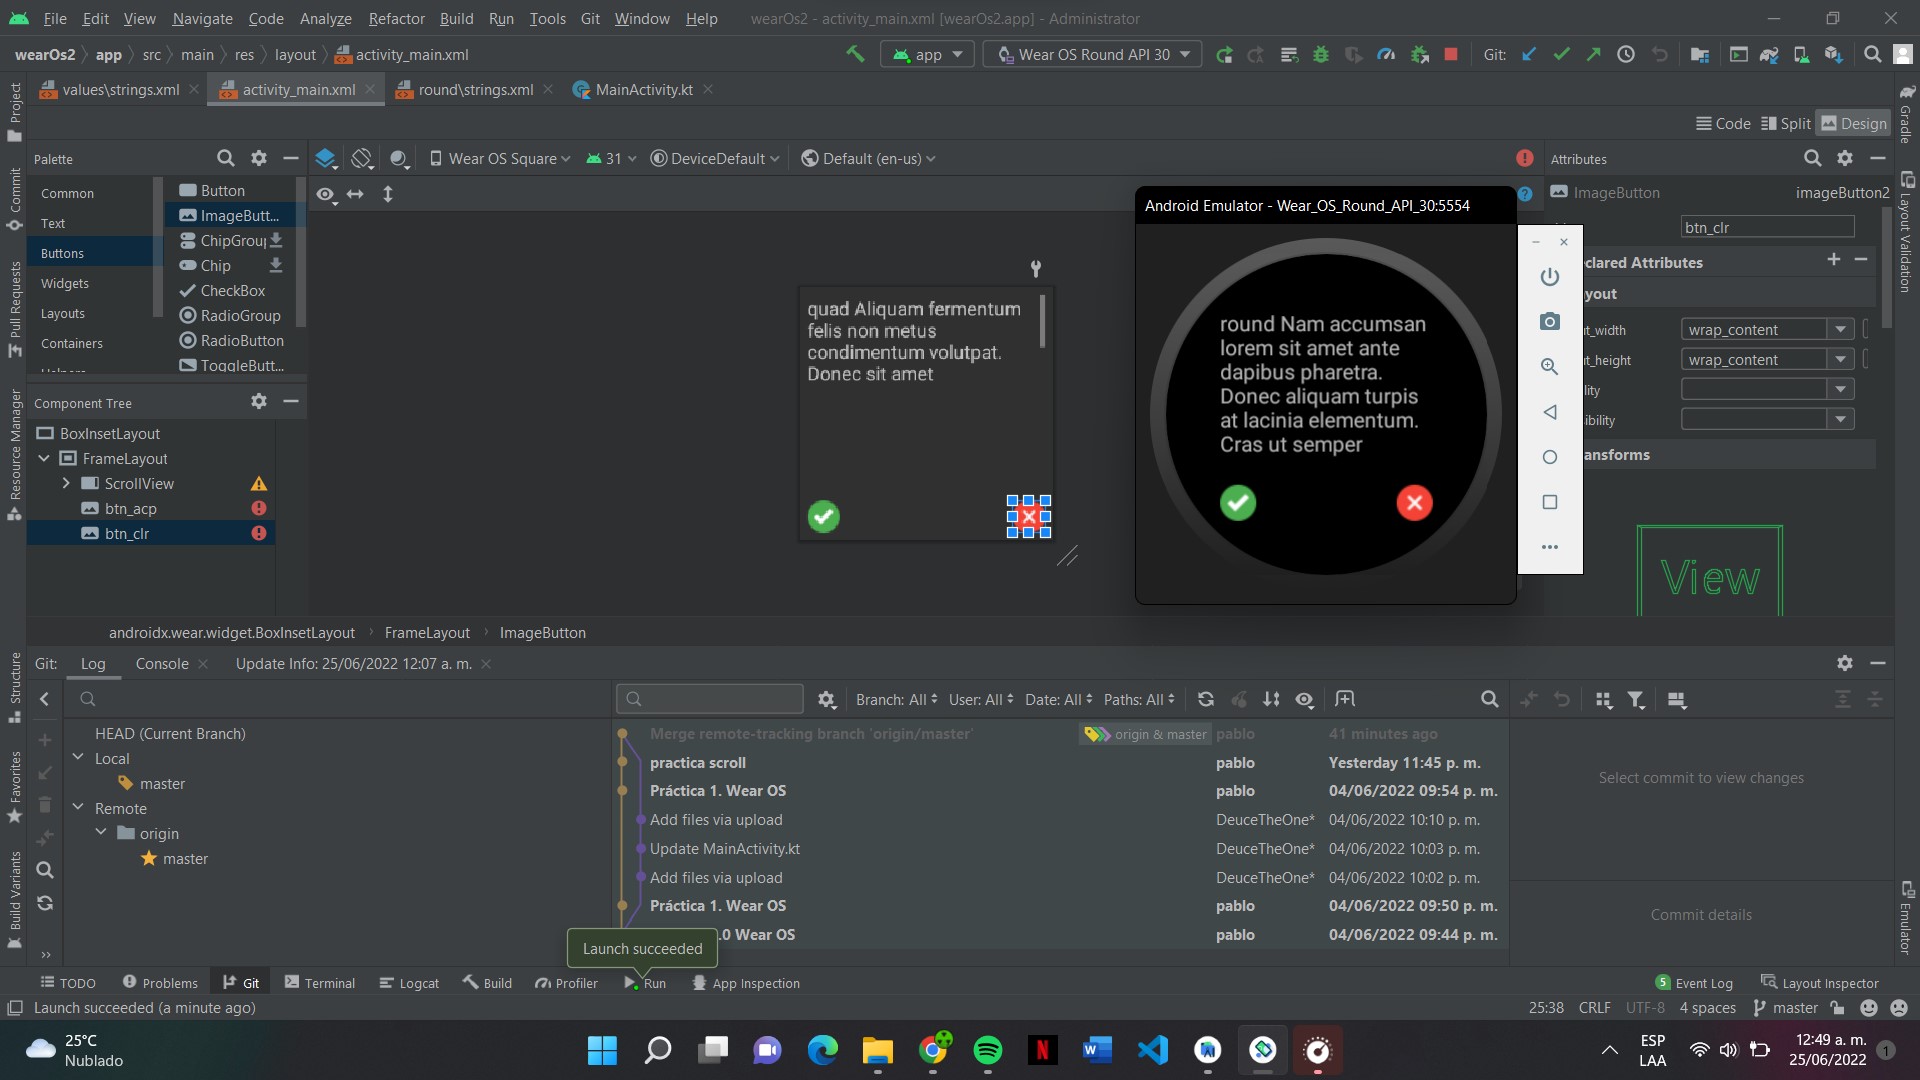 File Edit View Navigate Code Analyze Refactor Build Run Tools Git Window Help wearOs2 - activity_main.xml [wearOs2.app] - Administrator
wearOs2 app src main res layout activity_main.xml app Wear OS Round API 30 Git:
values\strings.xml activity_main.xml round\strings.xml MainActivity.kt
Code Split Design
Palette Wear OS Square 31 DeviceDefault Default (en-us) Attributes
Common
Text
Buttons
Widgets
Layouts
Containers
Button
ImageButt...
ChipGroup
Chip
CheckBox
RadioGroup
RadioButton
ToggleButt...
Component Tree
BoxInsetLayout
FrameLayout
ScrollView
btn_acp
btn_clr
quad Aliquam fermentum
felis non metus
condimentum volutpat.
Donec sit amet
Android Emulator - Wear_OS_Round_API_30:5554
round Nam accumsan
lorem sit amet ante
dapibus pharetra.
Donec aliquam turpis
at lacinia elementum.
Cras ut semper
ImageButton imageButton2
btn_clr
clared Attributes
yout
t_width wrap_content
t_height wrap_content
ility
ibility
ansforms
View
Project
Commit
Pull Requests
Resource Manager
Structure
Favorites
Build Variants
Gradle
Layout Validation
Emulator
androidx.wear.widget.BoxInsetLayout FrameLayout ImageButton
Git: Log Console Update Info: 25/06/2022 12:07 a. m.
Branch: All User: All Date: All Paths: All
HEAD (Current Branch)
Local
master
Remote
origin
master
Merge remote-tracking branch 'origin/master' origin & master pablo 41 minutes ago
practica scroll pablo Yesterday 11:45 p. m.
Práctica 1. Wear OS pablo 04/06/2022 09:54 p. m.
Add files via upload DeuceTheOne* 04/06/2022 10:10 p. m.
Update MainActivity.kt DeuceTheOne* 04/06/2022 10:03 p. m.
Add files via upload DeuceTheOne* 04/06/2022 10:02 p. m.
Práctica 1. Wear OS pablo 04/06/2022 09:50 p. m.
.0 Wear OS pablo 04/06/2022 09:44 p. m.
Select commit to view changes
Commit details
Launch succeeded
TODO Problems Git Terminal Logcat Build Profiler Run App Inspection 5 Event Log Layout Inspector
Launch succeeded (a minute ago) 25:38 CRLF UTF-8 4 spaces master
25°C
Nublado
ESP
LAA
12:49 a. m.
25/06/2022
1